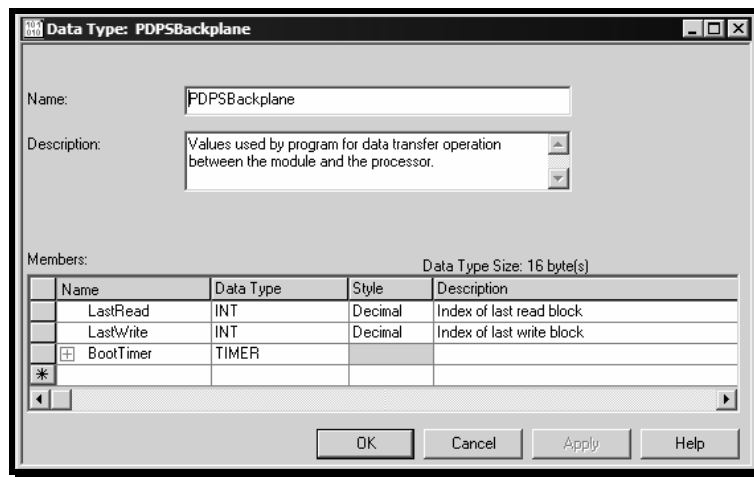 Data Type: PDPSBackplane
Name: PDPSBackplane
Description: Values used by program for data transfer operation
between the module and the processor.
Members: Data Type Size: 16 byte(s)
Name Data Type Style Description
LastRead INT Decimal Index of last read block
LastWrite INT Decimal Index of last write block
BootTimer TIMER
OK Cancel Apply Help